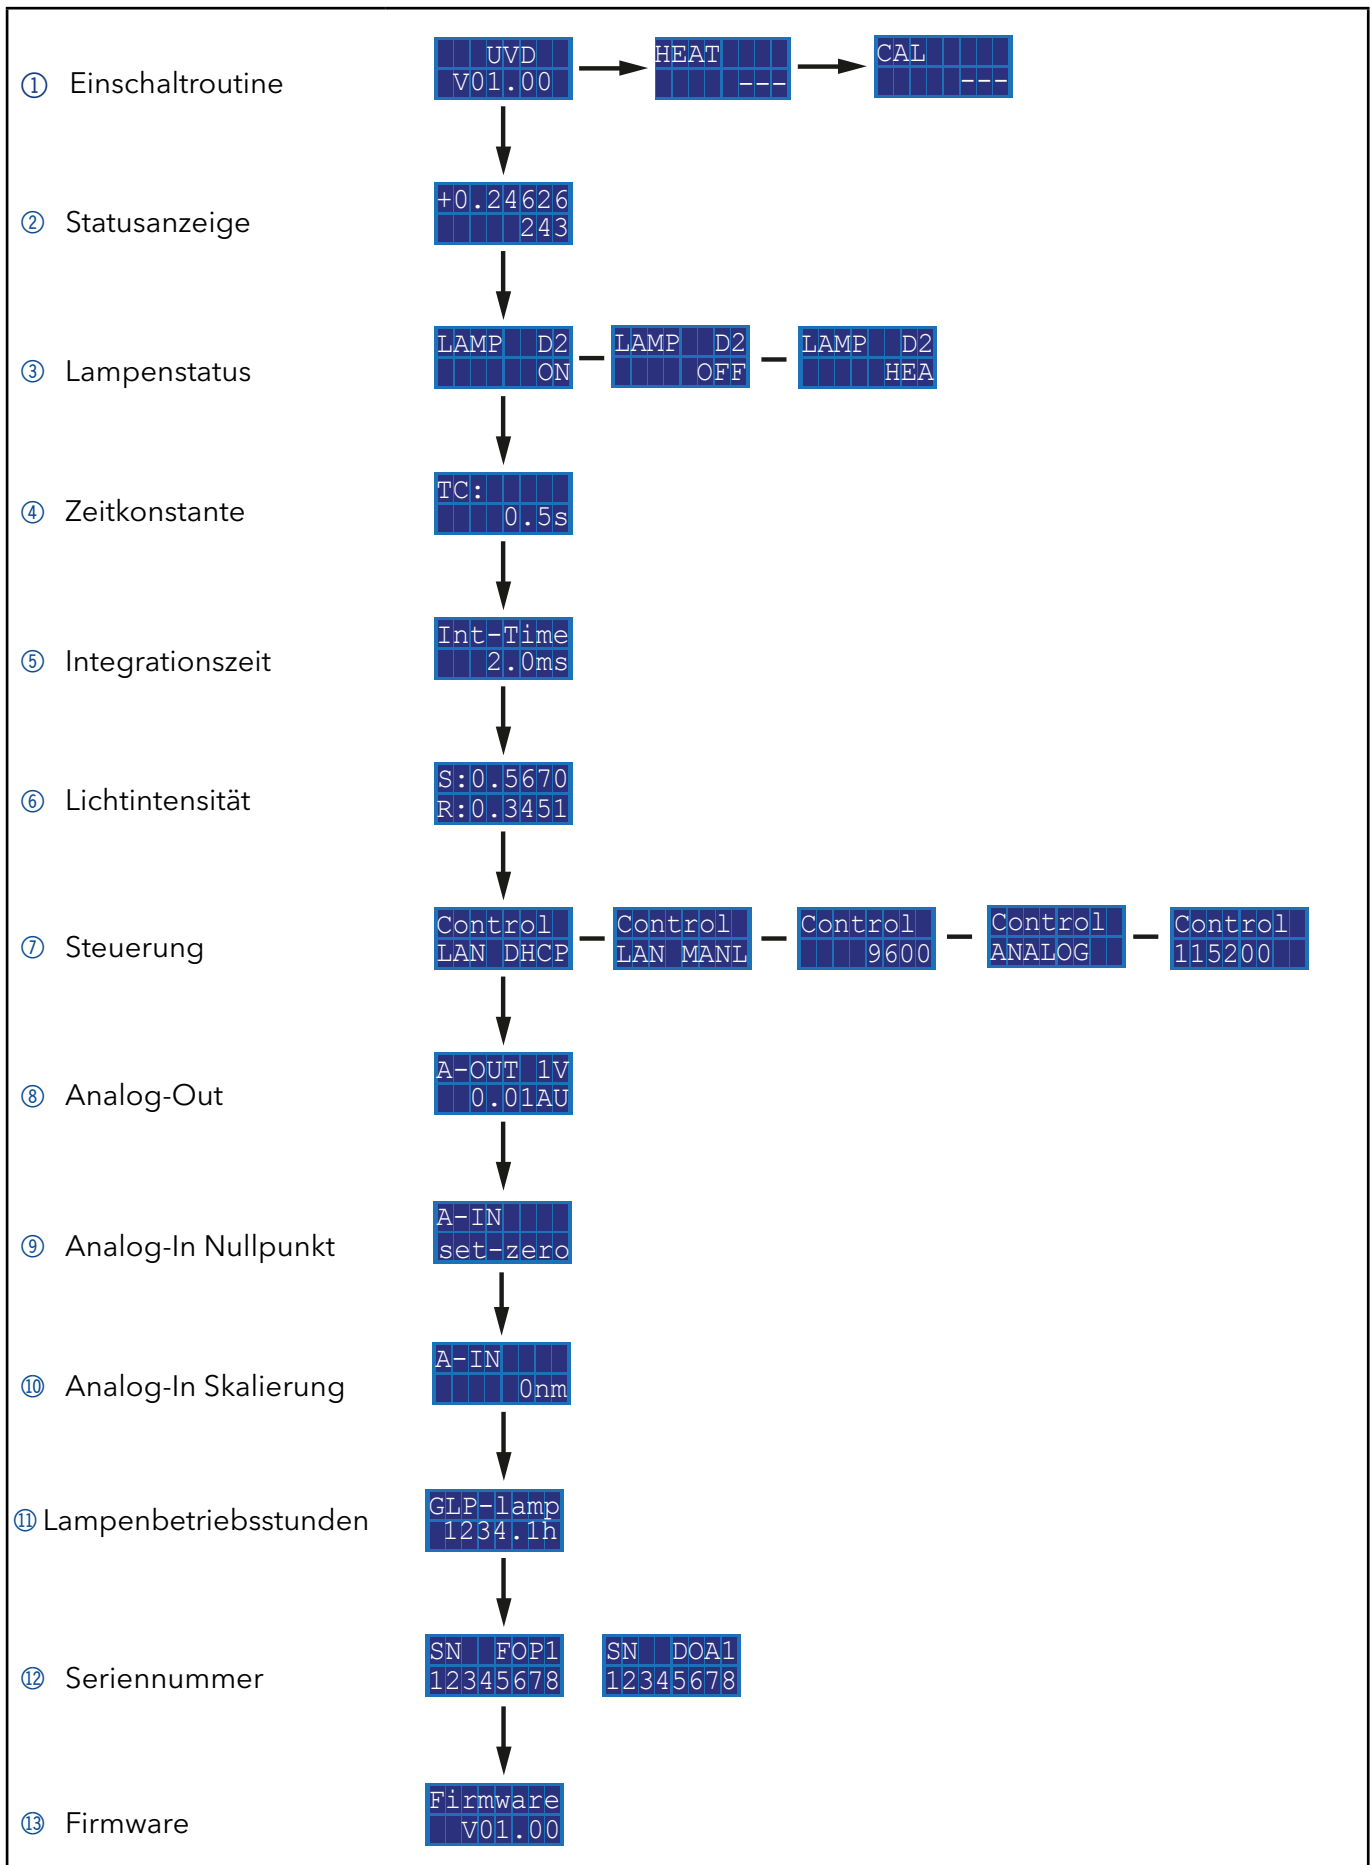 ① Einschaltroutine
UVD
V01.00
HEAT
---
CAL
---
② Statusanzeige
+0.24626
243
③ Lampenstatus
LAMP D2
ON
LAMP D2
OFF
LAMP D2
HEA
④ Zeitkonstante
TC:
0.5s
⑤ Integrationszeit
Int-Time
2.0ms
⑥ Lichtintensität
S:0.5670
R:0.3451
⑦ Steuerung
Control
LAN DHCP
Control
LAN MANL
Control
9600
Control
ANALOG
Control
115200
⑧ Analog-Out
A-OUT 1V
0.01AU
⑨ Analog-In Nullpunkt
A-IN
set-zero
⑩ Analog-In Skalierung
A-IN
0nm
⑪ Lampenbetriebsstunden
GLP-lamp
1234.1h
⑫ Seriennummer
SN FOP1
12345678
SN DOA1
12345678
⑬ Firmware
Firmware
V01.00